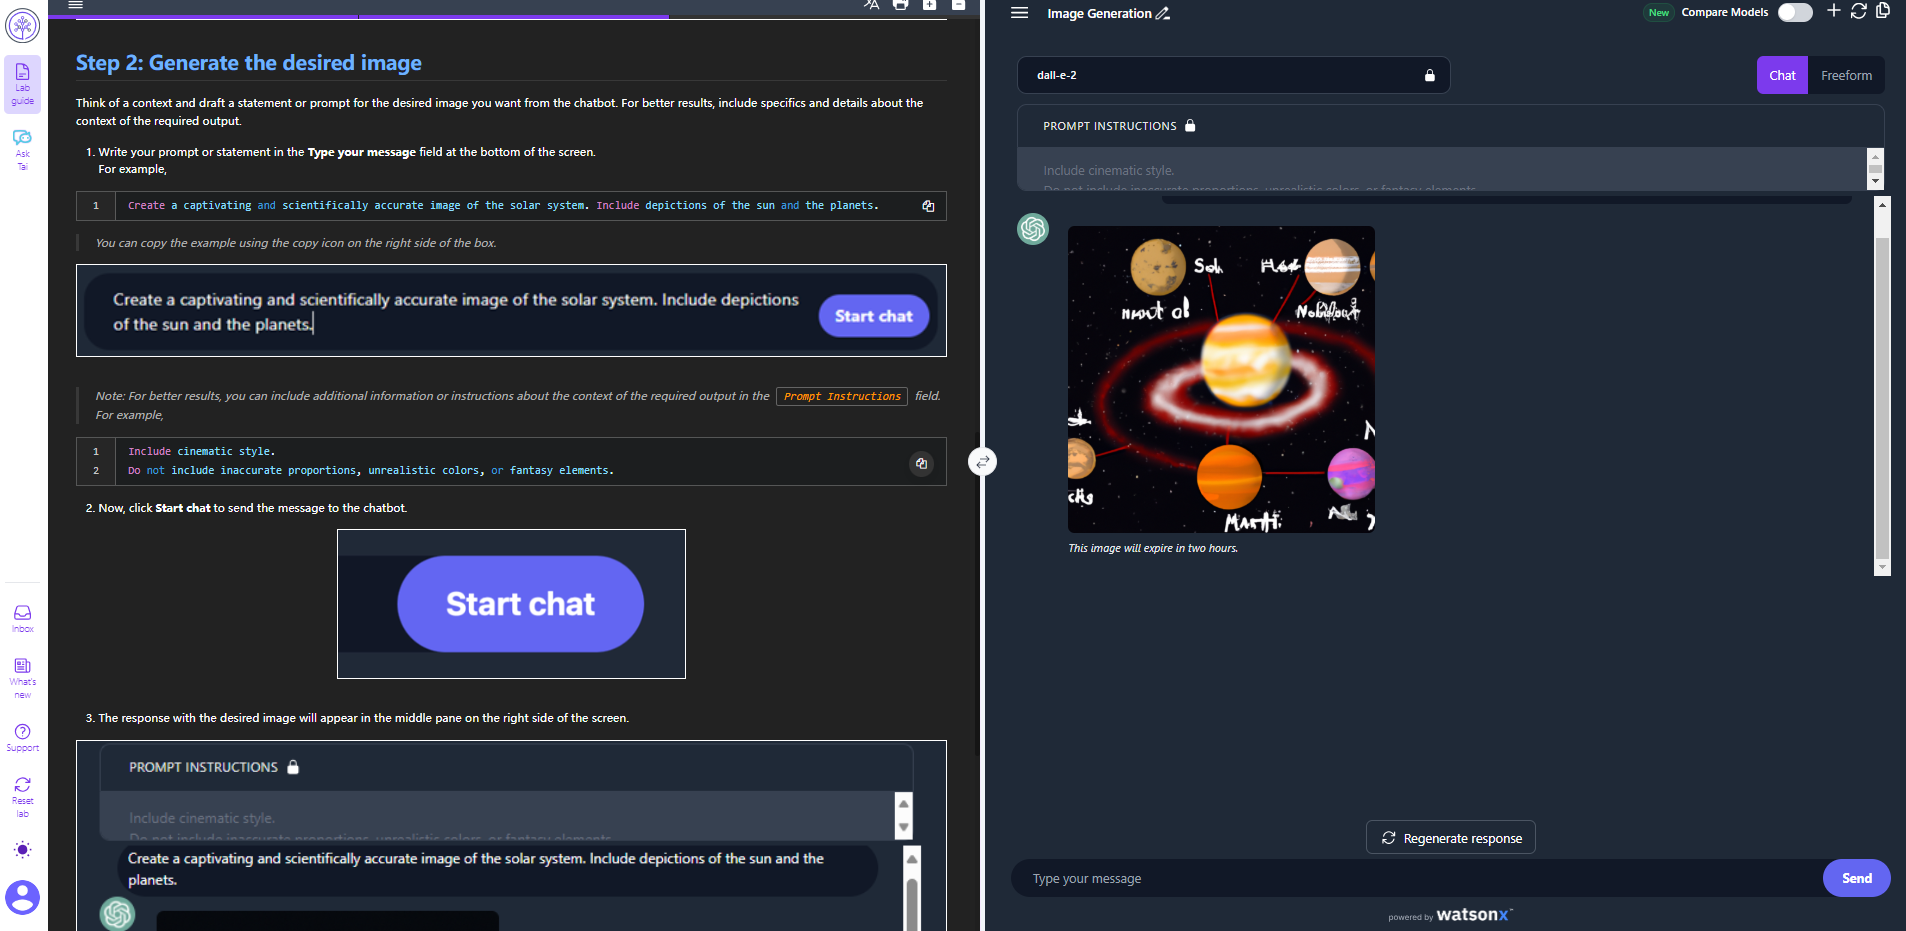 Lab
guide
Ask
Tai
Inbox
What's
new
Support
Reset
lab
Step 2: Generate the desired image
Think of a context and draft a statement or prompt for the desired image you want from the chatbot. For better results, include specifics and details about the
context of the required output.
1. Write your prompt or statement in the Type your message field at the bottom of the screen.
For example,
1 Create a captivating and scientifically accurate image of the solar system. Include depictions of the sun and the planets.
You can copy the example using the copy icon on the right side of the box.
Create a captivating and scientifically accurate image of the solar system. Include depictions
of the sun and the planets.
Start chat
Note: For better results, you can include additional information or instructions about the context of the required output in the Prompt Instructions field.
For example,
1 Include cinematic style.
2 Do not include inaccurate proportions, unrealistic colors, or fantasy elements.
2. Now, click Start chat to send the message to the chatbot.
Start chat
3. The response with the desired image will appear in the middle pane on the right side of the screen.
PROMPT INSTRUCTIONS
Include cinematic style.
Do not include inaccurate proportions, unrealistic colors, or fantasy elements.
Create a captivating and scientifically accurate image of the solar system. Include depictions of the sun and the
planets.
Image Generation
New Compare Models
dall-e-2
Chat Freeform
PROMPT INSTRUCTIONS
Include cinematic style.
Do not include inaccurate proportions, unrealistic colors, or fantasy elements.
This image will expire in two hours.
Regenerate response
Type your message
Send
powered by watsonx